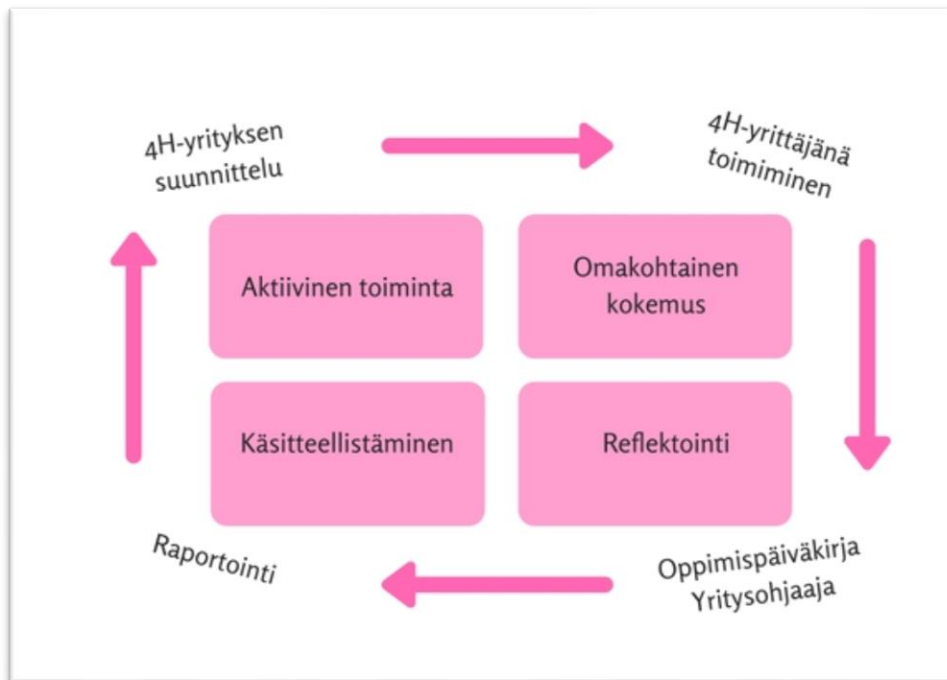 4H-yrityksen
suunnittelu
4H-yrittäjänä
toimiminen
Aktiivinen toiminta
Omakohtainen
kokemus
Käsitteellistäminen
Reflektointi
Raportointi
Oppimispäiväkirja
Yritysohjaaja